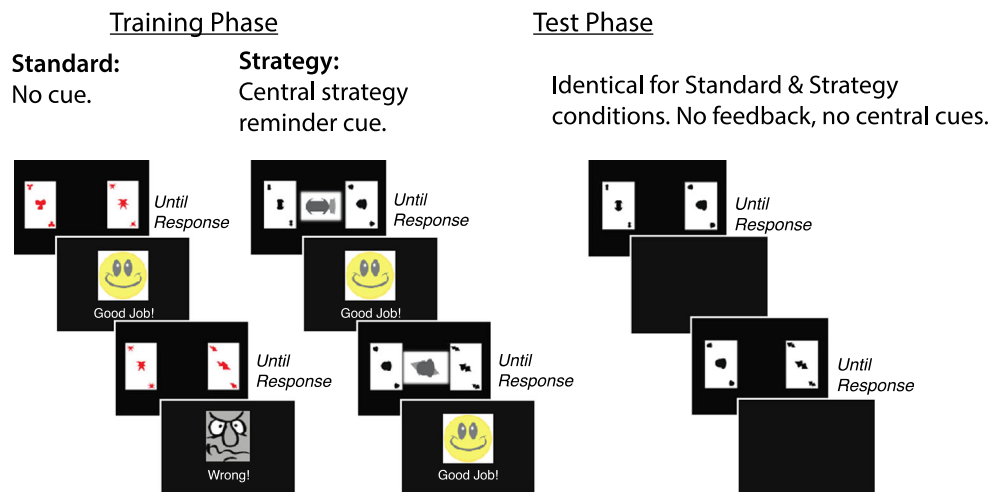 Training Phase
Test Phase
Standard:
No cue.
Strategy:
Central strategy
reminder cue.
Identical for Standard & Strategy
conditions. No feedback, no central cues.
Until
Response
Good Job!
Until
Response
Wrong!
Until
Response
Good Job!
Until
Response
Good Job!
Until
Response
Until
Response